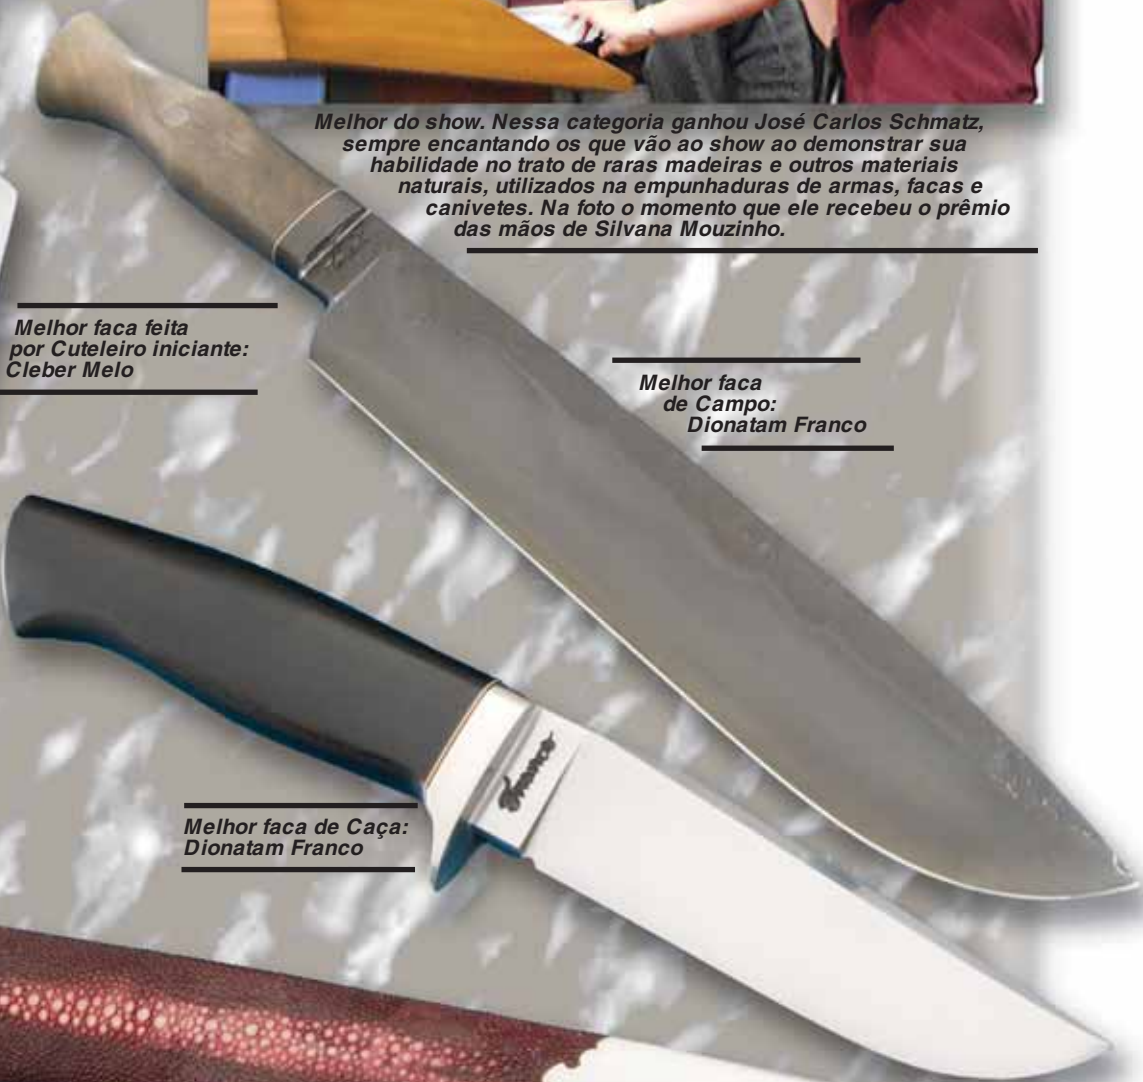 Melhor do show. Nessa categoria ganhou José Carlos Schmatz,
sempre encantando os que vão ao show ao demonstrar sua
habilidade no trato de raras madeiras e outros materiais
naturais, utilizados na empunhaduras de armas, facas e
canivetes. Na foto o momento que ele recebeu o prêmio
das mãos de Silvana Mouzinho.
Melhor faca feita
por Cuteleiro iniciante:
Cleber Melo
Melhor faca
de Campo:
Dionatam Franco
Franco
Melhor faca de Caça:
Dionatam Franco